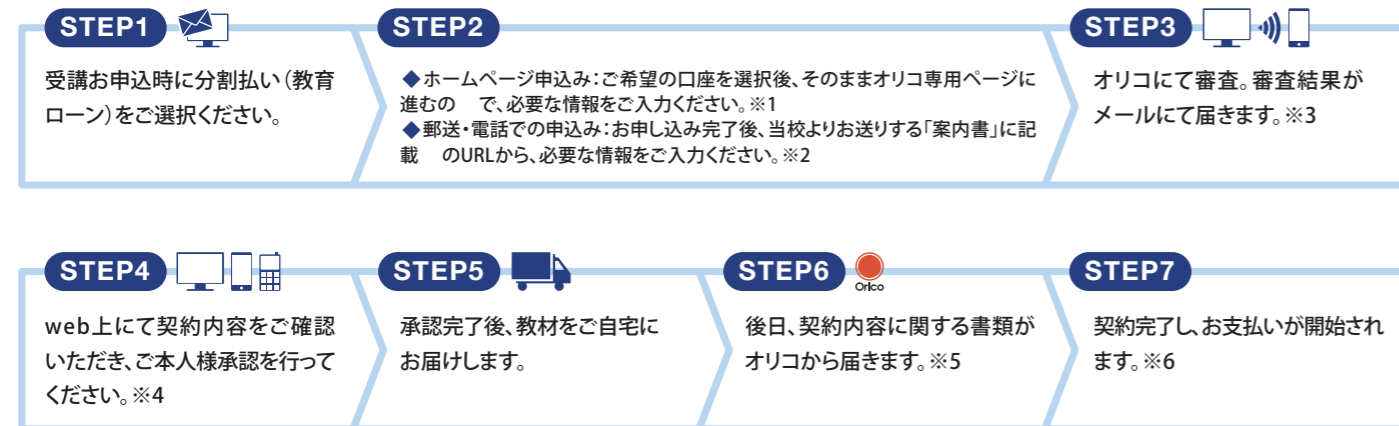 STEP1
受講お申込時に分割払い(教育
ローン)をご選択ください。
STEP2
◆ホームページ申込み:ご希望の口座を選択後、そのままオリコ専用ページに
進むの で、必要な情報をご入力ください。※1
◆郵送・電話での申込み:お申し込み完了後、当校よりお送りする「案内書」に記
載 のURLから、必要な情報をご入力ください。※2
STEP3
オリコにて審査。審査結果が
メールにて届きます。※3
STEP4
web上にて契約内容をご確認
いただき、ご本人様承認を行って
ください。※4
STEP5
承認完了後、教材をご自宅に
お届けします。
STEP6
Orico
後日、契約内容に関する書類が
オリコから届きます。※5
STEP7
契約完了し、お支払いが開始され
ます。※6